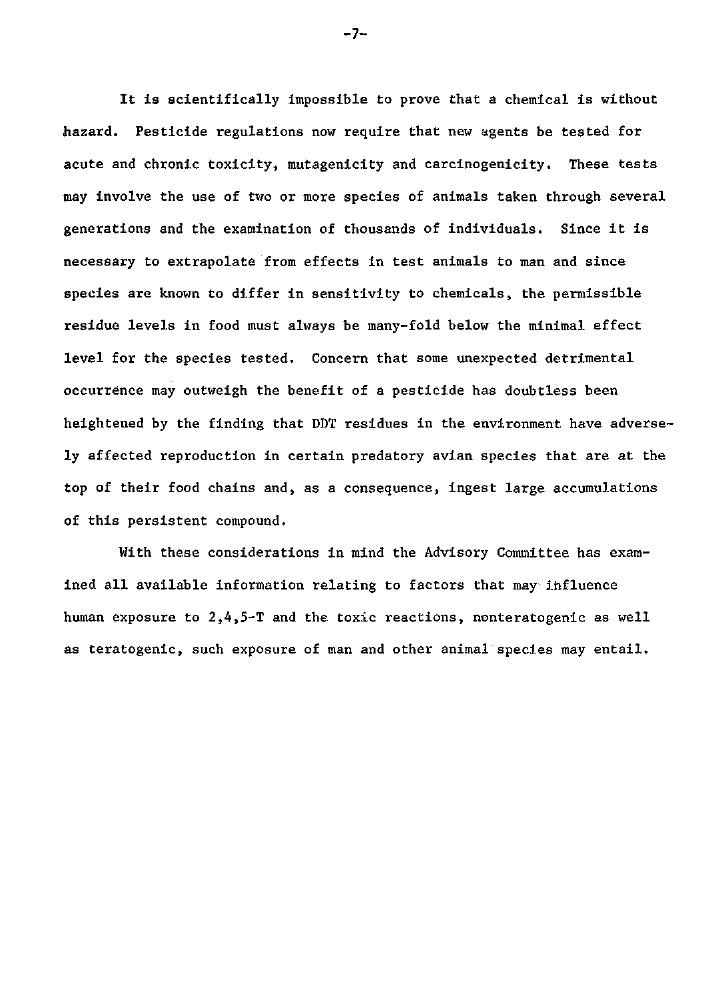 -7-
It is scientifically impossible to prove that a chemical is without
hazard. Pesticide regulations now require that new agents be tested for
acute and chronic toxicity, mutagenicity and carcinogenicity. These tests
may involve the use of two or more species of animals taken through several
generations and the examination of thousands of individuals. Since it is
necessary to extrapolate from effects in test animals to man and since
species are known to differ in sensitivity to chemicals, the permissible
residue levels in food must always be many-fold below the minimal effect
level for the species tested. Concern that some unexpected detrimental
occurrence may outweigh the benefit of a pesticide has doubtless been
heightened by the finding that DDT residues in the environment have adverse-
ly affected reproduction in certain predatory avian species that are at the
top of their food chains and, as a consequence, ingest large accumulations
of this persistent compound.
With these considerations in mind the Advisory Committee has exam-
ined all available information relating to factors that may influence
human exposure to 2,4,5-T and the toxic reactions, nonteratogenic as well
as teratogenic, such exposure of man and other animal species may entail.